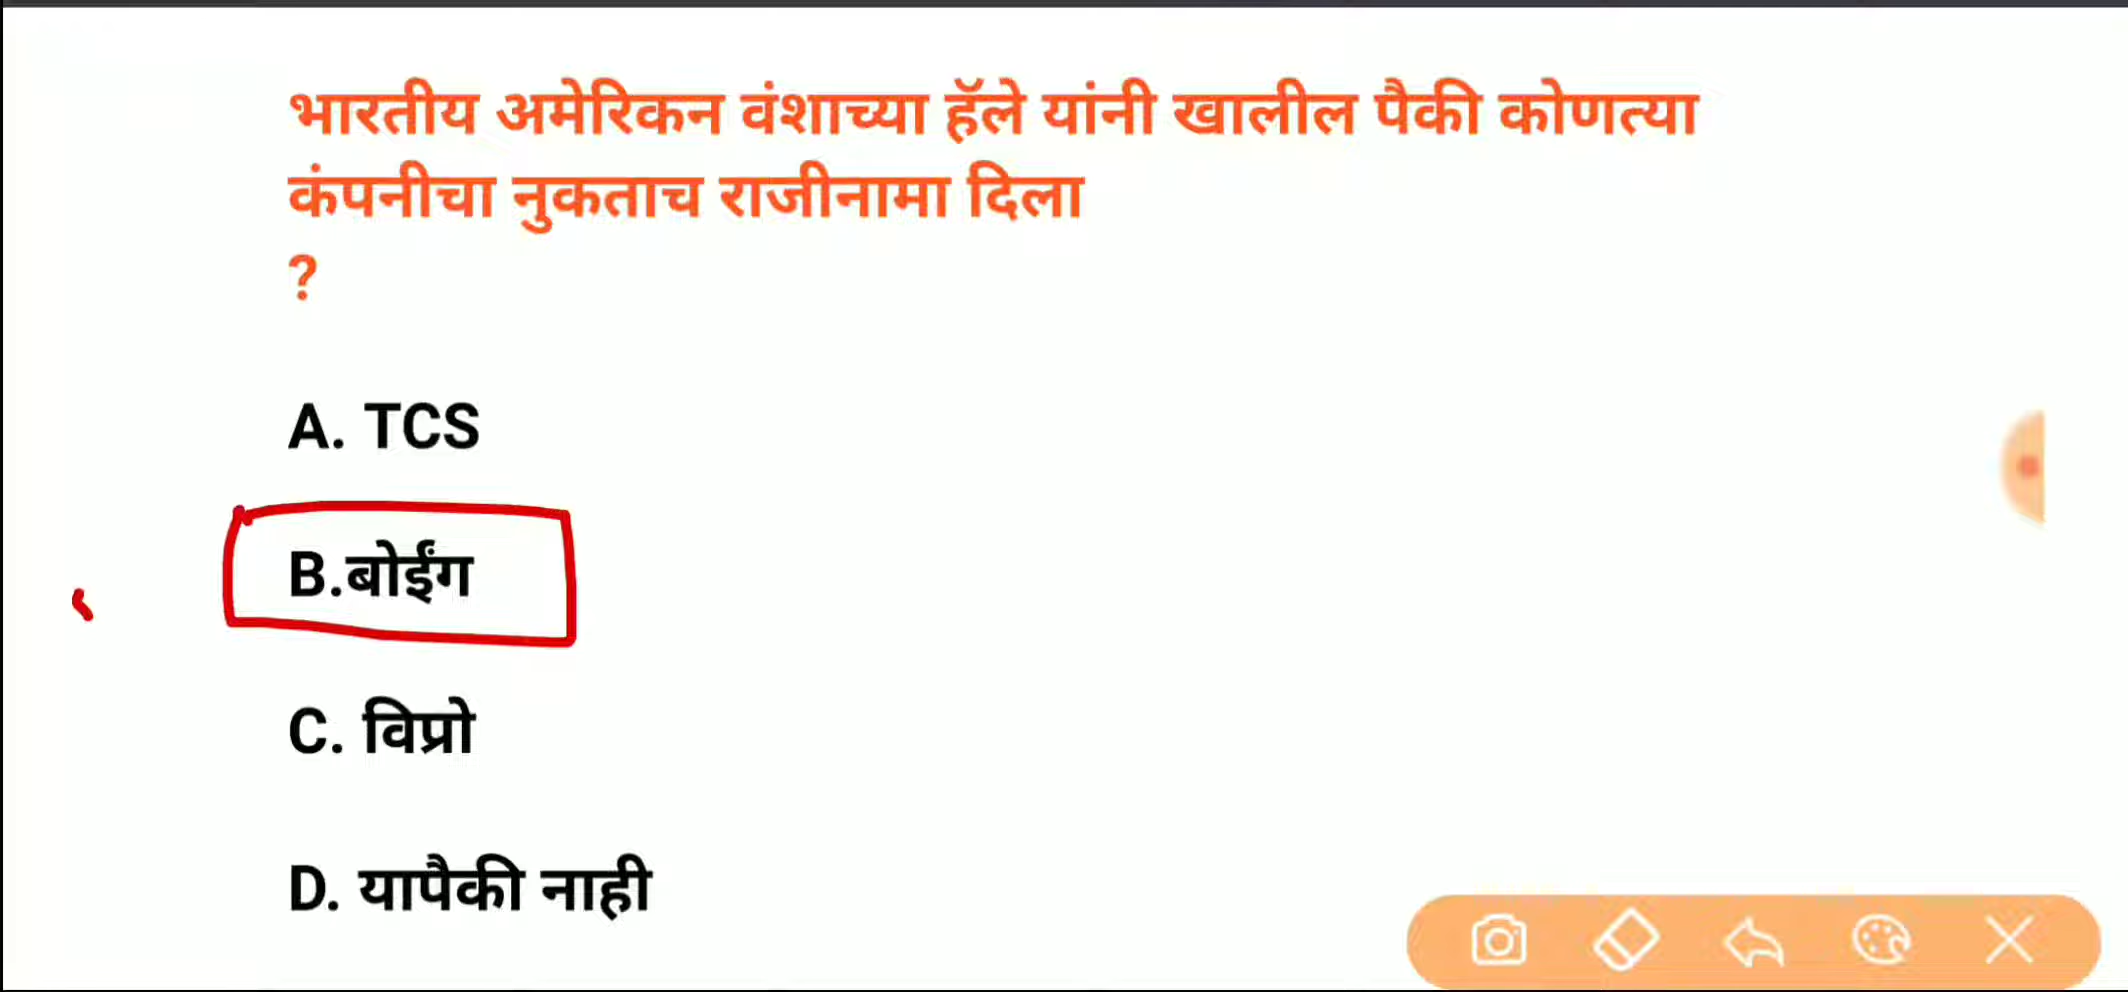 भारतीय अमेरिकन वंशाच्या हॅले यांनी खालील पैकी कोणत्या
कंपनीचा नुकताच राजीनामा दिला
?
A. TCS
B.बोईंग
C. विप्रो
D. यापैकी नाही